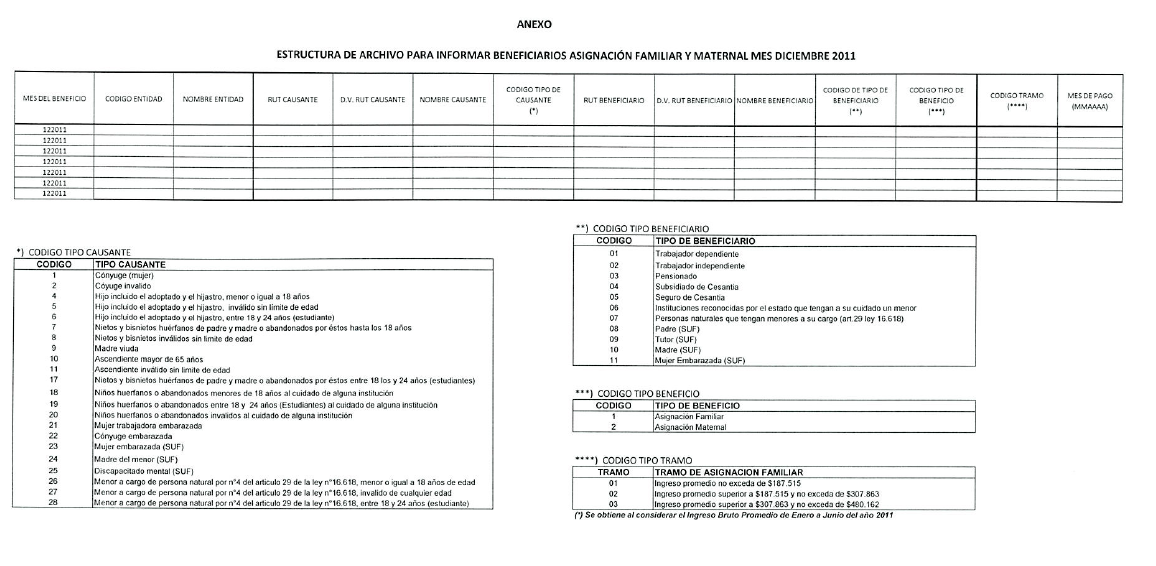 ANEXO
ESTRUCTURA DE ARCHIVO PARA INFORMAR BENEFICIARIOS ASIGNACIÓN FAMILIAR Y MATERNAL MES DICIEMBRE 2011
MES DEL BENEFICIO CODIGO ENTIDAD NOMBRE ENTIDAD RUT CAUSANTE D.V. RUT CAUSANTE NOMBRE CAUSANTE CODIGO TIPO DE CAUSANTE (*) RUT BENEFICIARIO D.V. RUT BENEFICIARIO NOMBRE BENEFICIARIO CODIGO DE TIPO DE BENEFICIARIO (**) CODIGO TIPO DE BENEFICIO (***) CODIGO TRAMO (****) MES DE PAGO (MMAAAA)
122011
122011
122011
122011
122011
122011
122011
*) CODIGO TIPO CAUSANTE
CODIGO TIPO CAUSANTE
1 Cónyuge (mujer)
2 Cóyuge invalido
4 Hijo incluido el adoptado y el hijastro, menor o igual a 18 años
5 Hijo incluido el adoptado y el hijastro, inválido sin límite de edad
6 Hijo incluido el adoptado y el hijastro, entre 18 y 24 años (estudiante)
7 Nietos y bisnietos huérfanos de padre y madre o abandonados por éstos hasta los 18 años
8 Nietos y bisnietos inválidos sin limite de edad
9 Madre viuda
10 Ascendiente mayor de 65 años
11 Ascendiente inválido sin limite de edad
17 Nietos y bisnietos huérfanos de padre y madre o abandonados por éstos entre 18 los y 24 años (estudiantes)
18 Niños huerfanos o abandonados menores de 18 años al cuidado de alguna institución
19 Niños huerfanos o abandonados entre 18 y 24 años (Estudiantes) al cuidado de alguna institución
20 Niños huerfanos o abandonados invalidos al cuidado de alguna institución
21 Mujer trabajadora embarazada
22 Cónyuge embarazada
23 Mujer embarazada (SUF)
24 Madre del menor (SUF)
25 Discapacitado mental (SUF)
26 Menor a cargo de persona natural por n°4 del articulo 29 de la ley n°16.618, menor o igual a 18 años de edad
27 Menor a cargo de persona natural por n°4 del articulo 29 de la ley n°16.618, invalido de cualquier edad
28 Menor a cargo de persona natural por n°4 del articulo 29 de la ley n°16.618, entre 18 y 24 años (estudiante)
**) CODIGO TIPO BENEFICIARIO
CODIGO TIPO DE BENEFICIARIO
01 Trabajador dependiente
02 Trabajador independiente
03 Pensionado
04 Subsidiado de Cesantia
05 Seguro de Cesantia
06 Instituciones reconocidas por el estado que tengan a su cuidado un menor
07 Personas naturales que tengan menores a su cargo (art.29 ley 16.618)
08 Padre (SUF)
09 Tutor (SUF)
10 Madre (SUF)
11 Mujer Embarazada (SUF)
***) CODIGO TIPO BENEFICIO
CODIGO TIPO DE BENEFICIO
1 Asignación Familiar
2 Asignación Maternal
****) CODIGO TIPO TRAMO
TRAMO TRAMO DE ASIGNACION FAMILIAR
01 Ingreso promedio no exceda de $187.515
02 Ingreso promedio superior a $187.515 y no exceda de $307.863
03 Ingreso promedio superior a $307.863 y no exceda de $480.162
(*) Se obtiene al considerar el Ingreso Bruto Promedio de Enero a Junio del año 2011